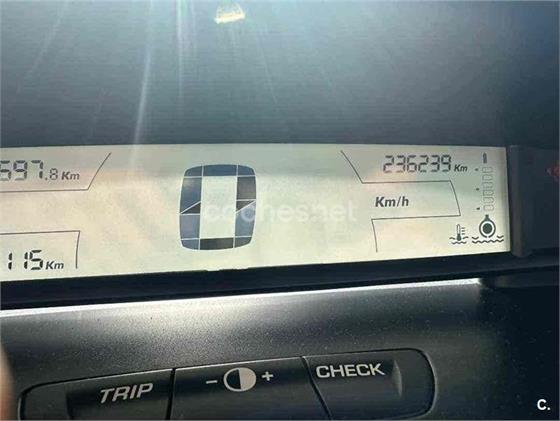 697.8 Km
236239 Km
0
Km/h
coches.net
115 Km
TRIP
- +
CHECK
C.